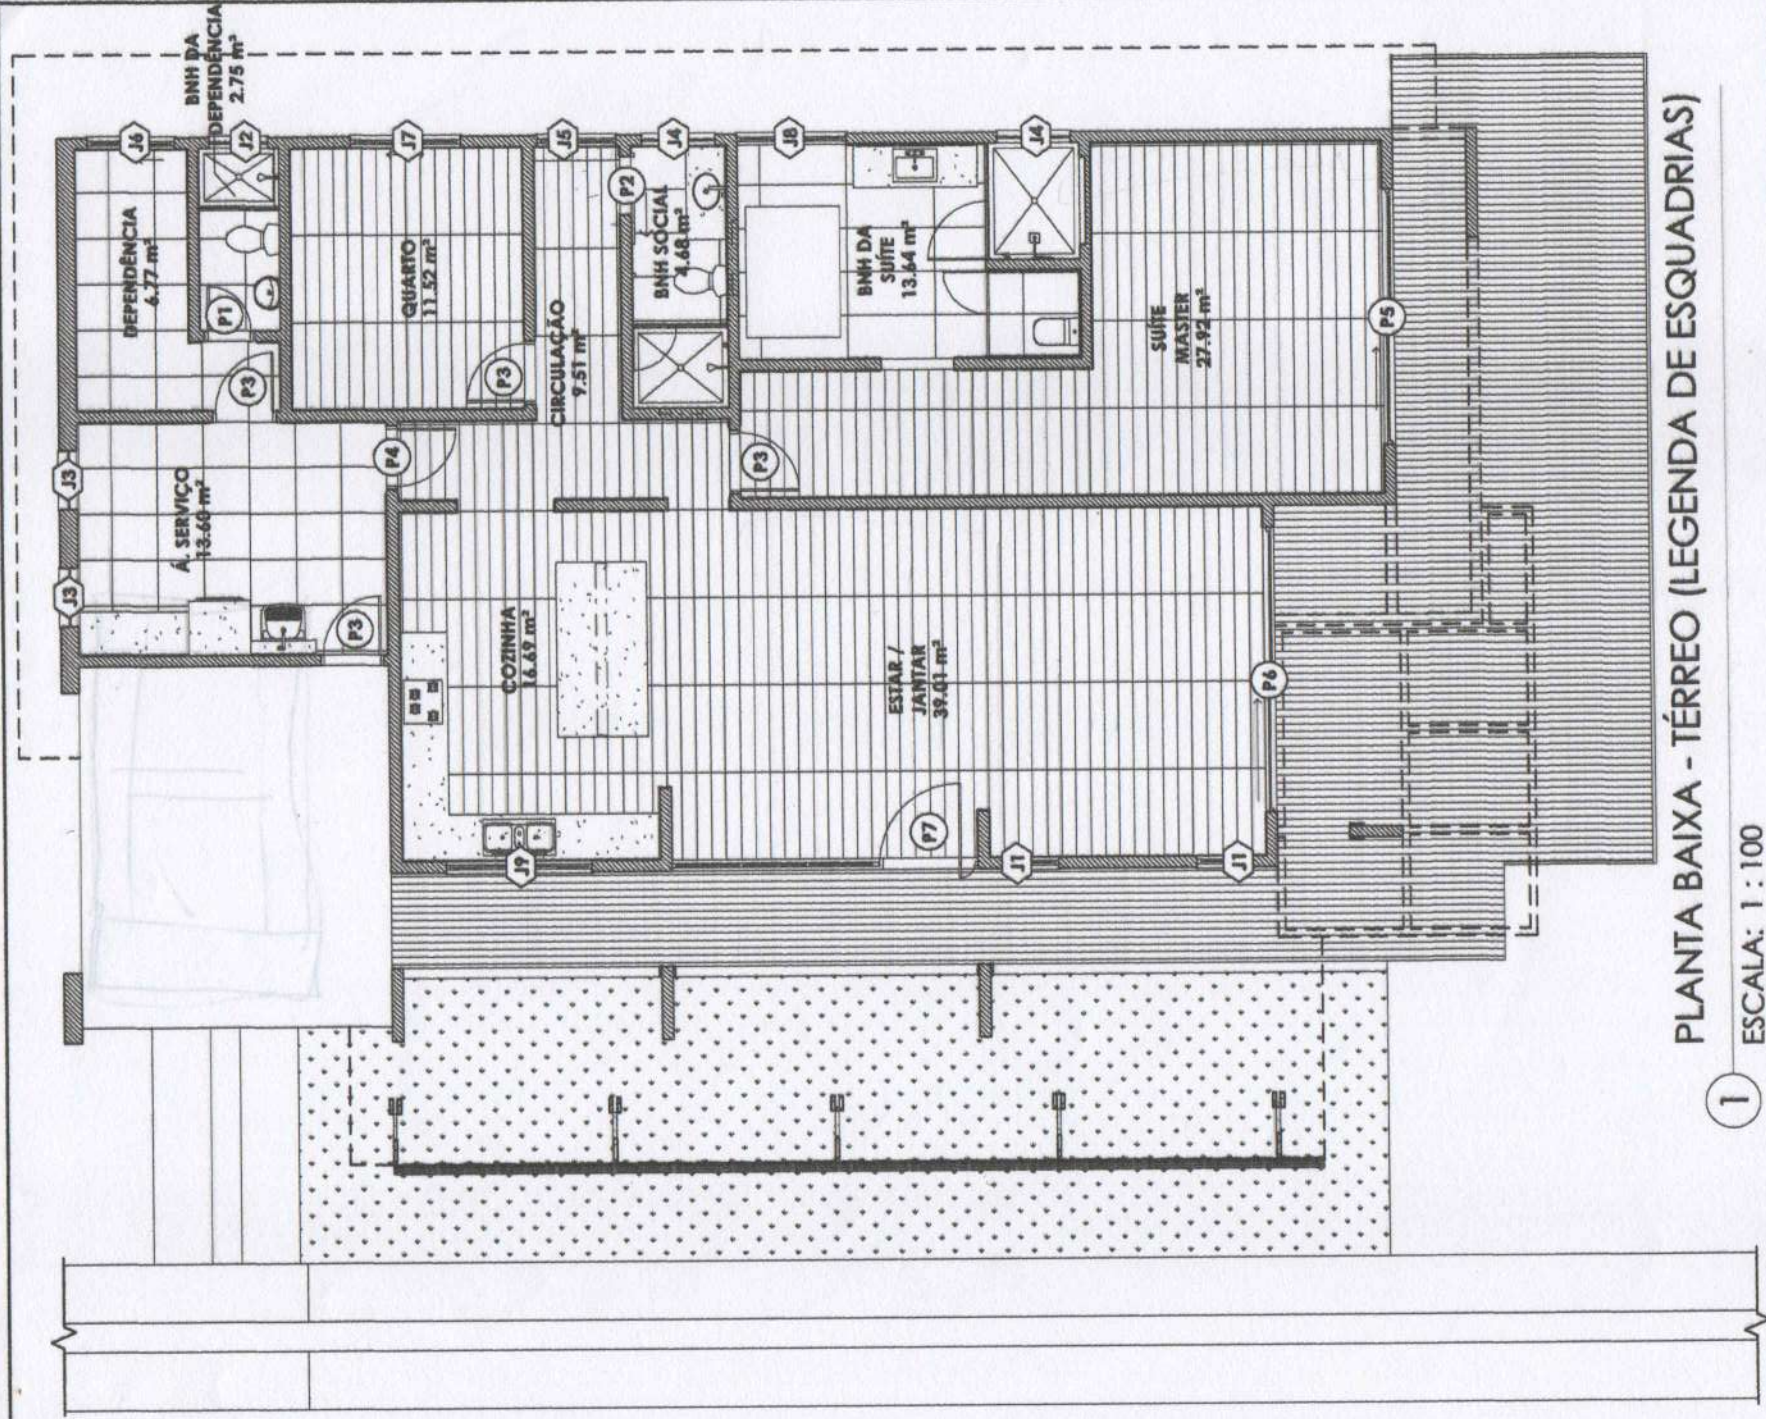 BNH DA
DEPENDÊNCIA
2.75 m²
J6
J2
J7
J5
J4
J8
J4
DEPENDÊNCIA
6.77 m²
P1
P3
QUARTO
11.52 m²
P3
CIRCULAÇÃO
9.51 m²
P2
BNH SOCIAL
4.68 m²
BNH DA
SUÍTE
13.64 m²
SUÍTE
MASTER
27.92 m²
P5
P3
P4
J3
J3
Á. SERVIÇO
13.60 m²
P3
COZINHA
16.69 m²
ESTAR /
JANTAR
39.01 m²
P6
P7
J9
J1
J1
1
PLANTA BAIXA - TÉRREO (LEGENDA DE ESQUADRIAS)
ESCALA: 1 : 100